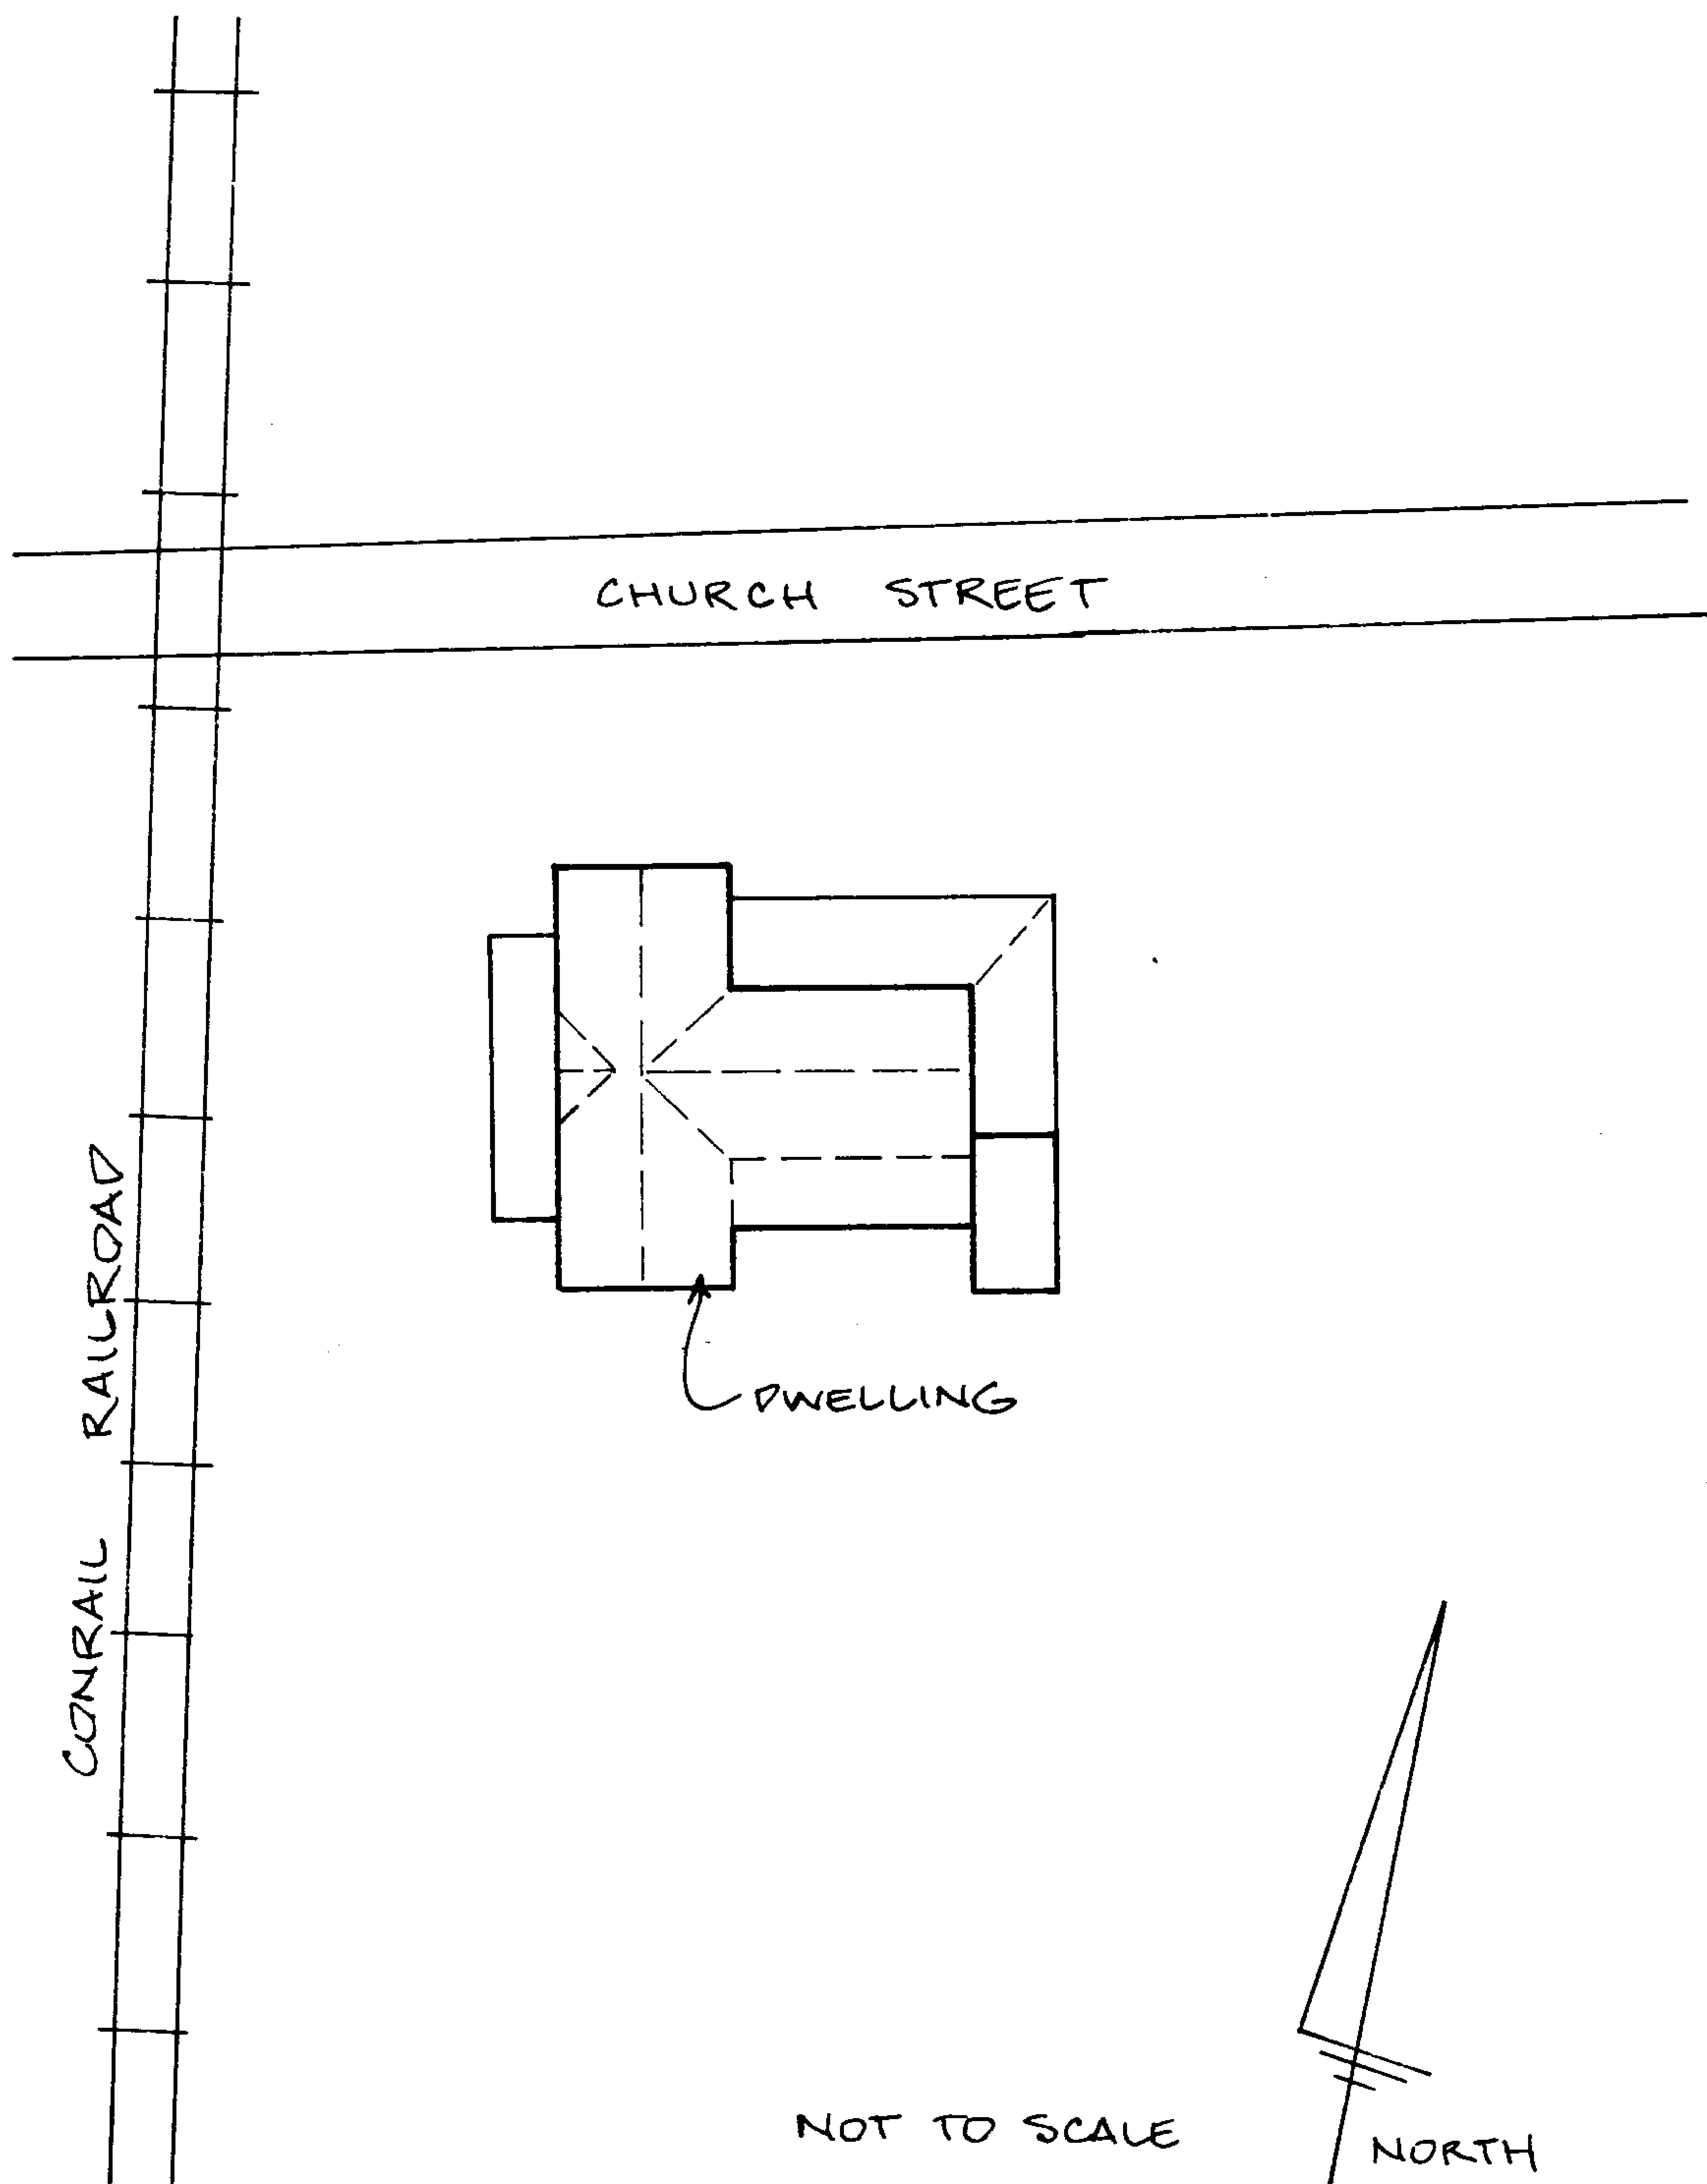 CHURCH STREET
CONRAIL RAILROAD
DWELLING
NOT TO SCALE
NORTH